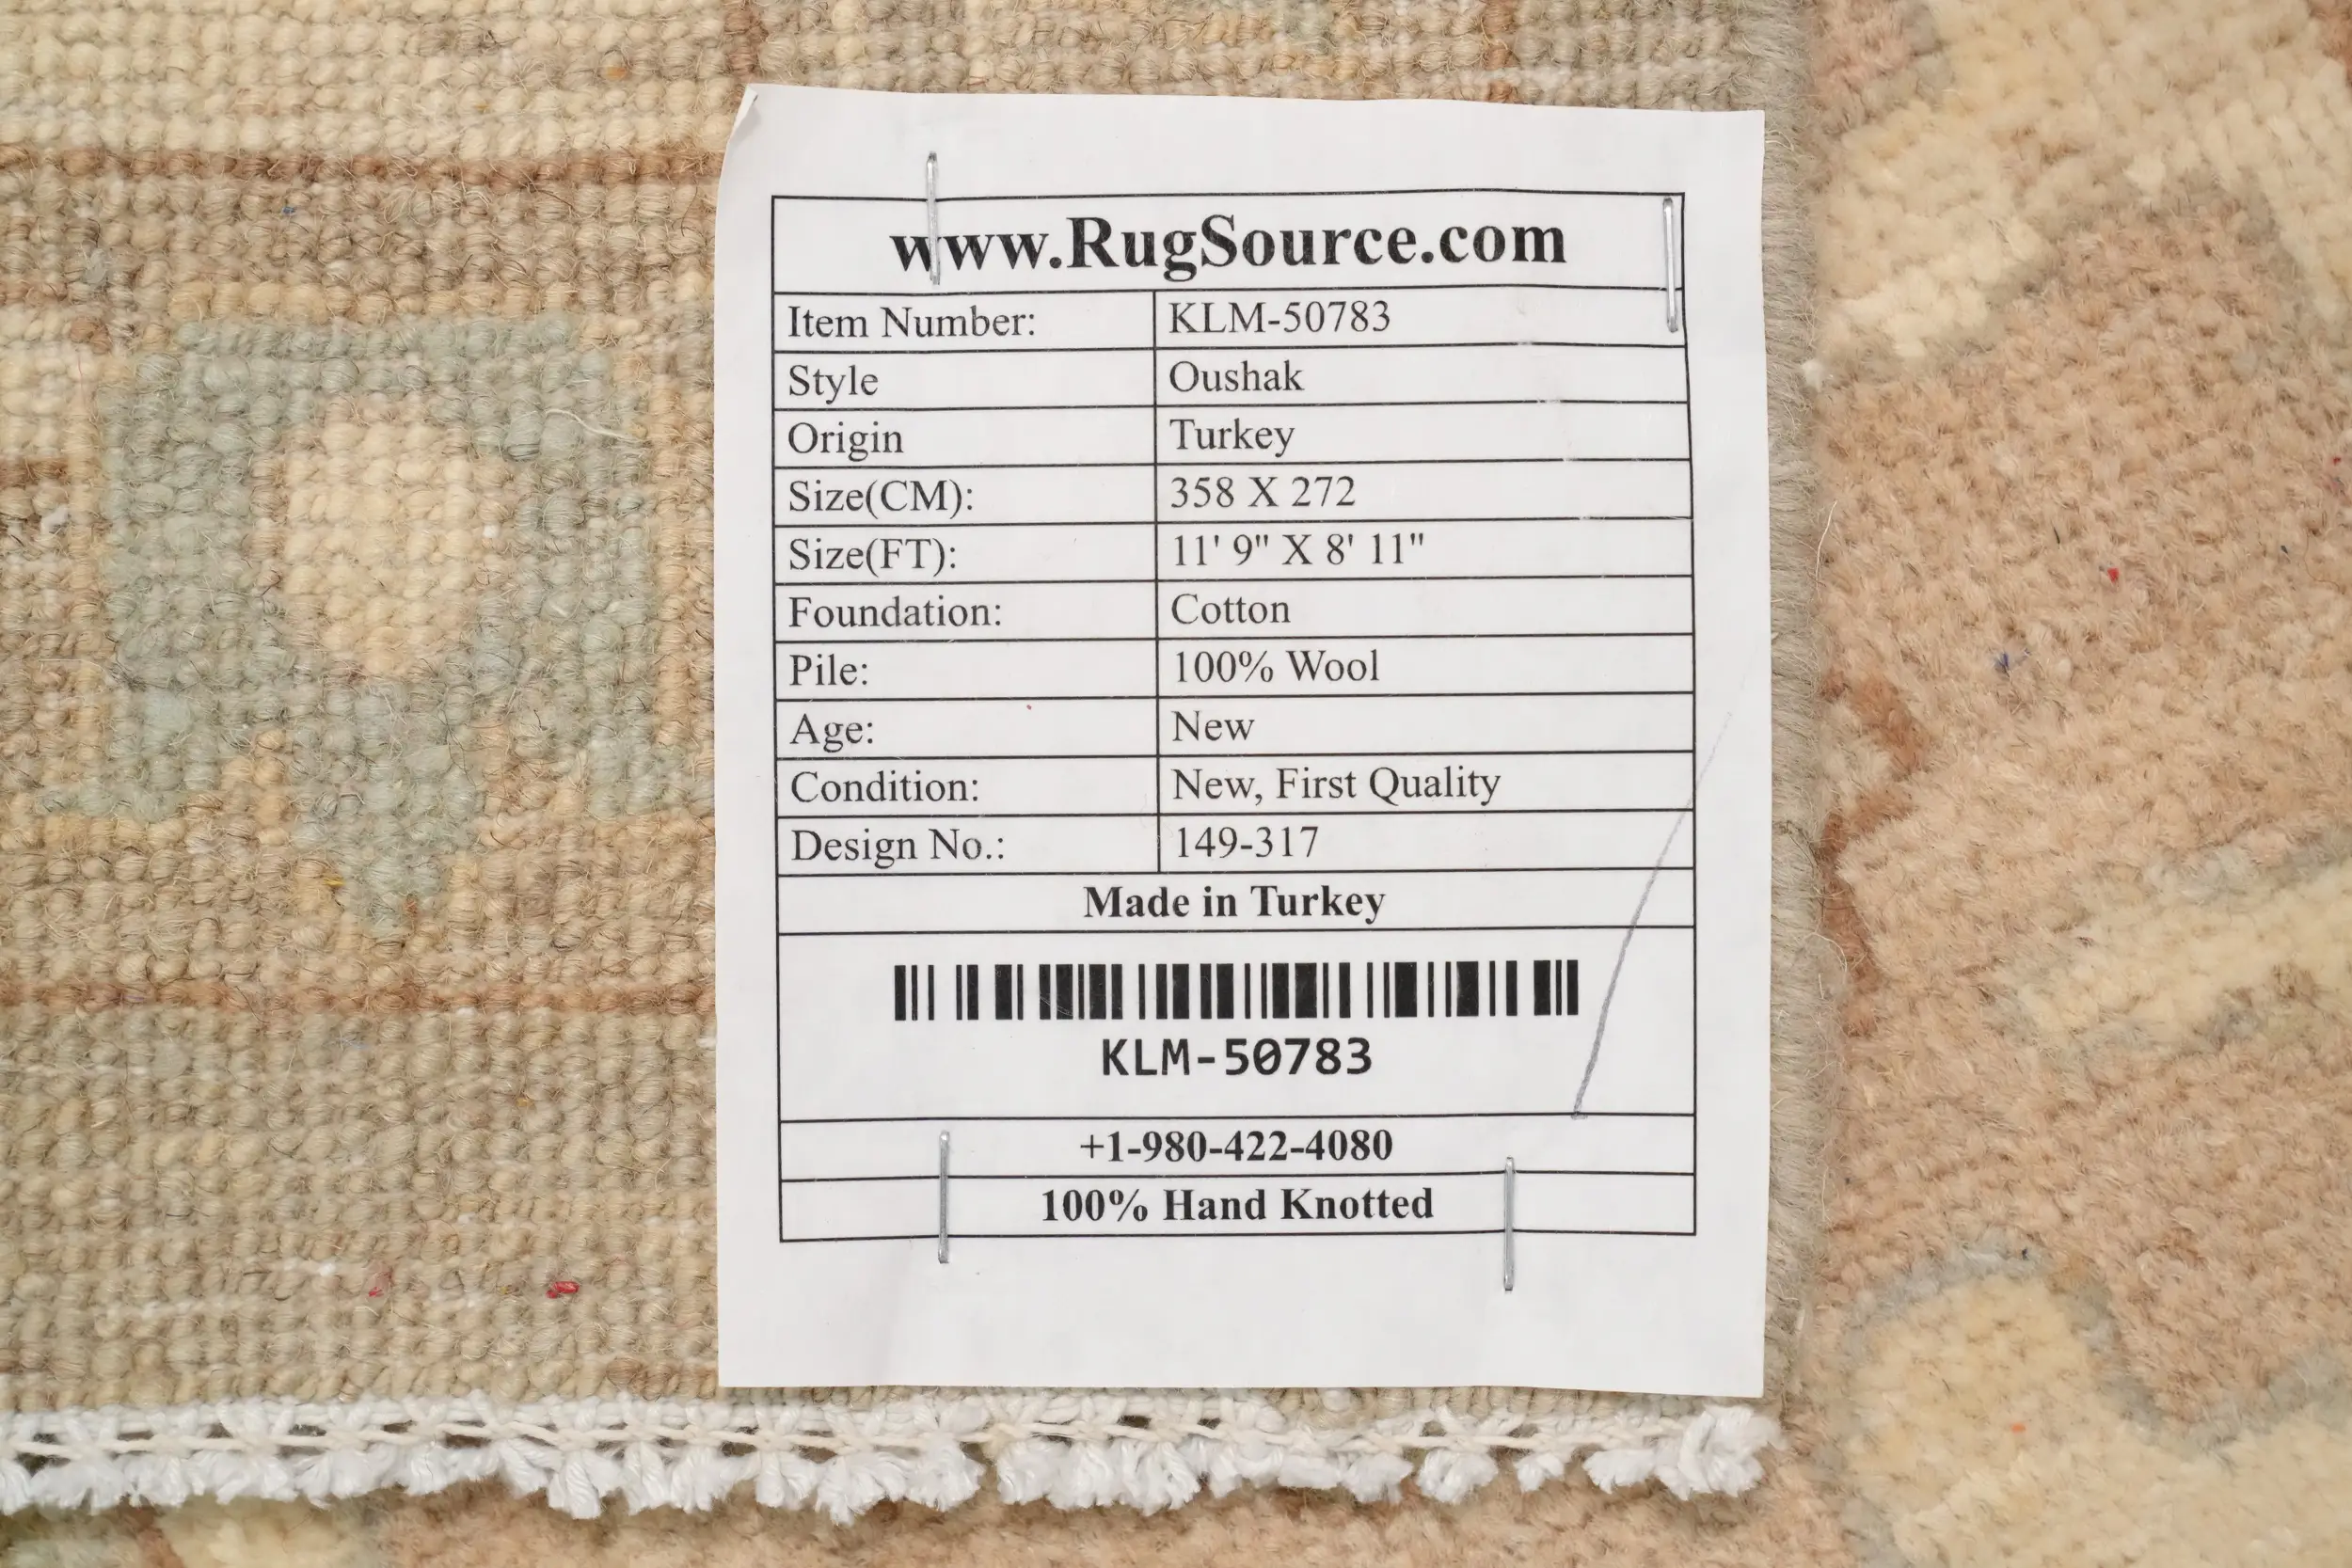 www.RugSource.com
Item Number: KLM-50783
Style Oushak
Origin Turkey
Size(CM): 358 X 272
Size(FT): 11' 9" X 8' 11"
Foundation: Cotton
Pile: 100% Wool
Age: New
Condition: New, First Quality
Design No.: 149-317
Made in Turkey
KLM-50783
+1-980-422-4080
100% Hand Knotted